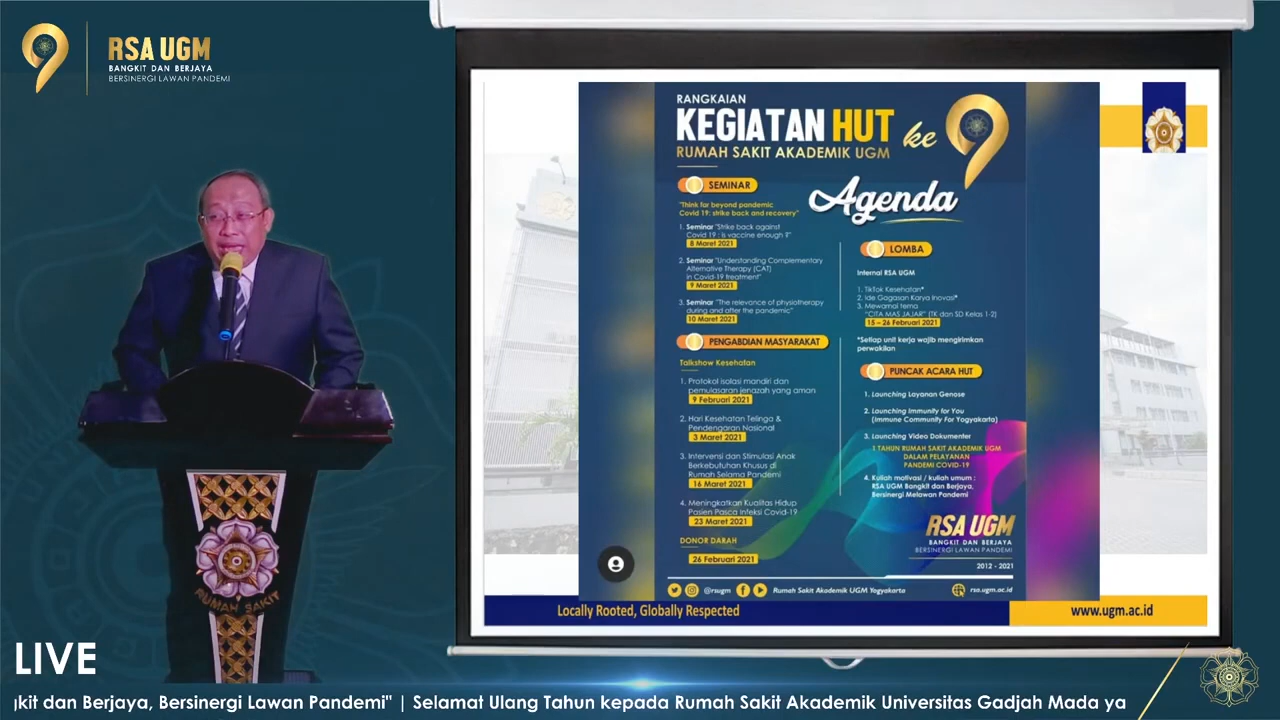 RSA UGM
BANGKIT DAN BERJAYA
BERSINERGI LAWAN PANDEMI
RANGKAIAN
KEGIATAN HUT ke 9
RUMAH SAKIT AKADEMIK UGM
Agenda
SEMINAR
"Think far beyond pandemic
Covid 19: strike back and recovery"
1. Seminar "Strike back against
Covid 19 : is vaccine enough ?"
8 Maret 2021
2. Seminar "Understanding Complementary
Alternative Therapy (CAT)
in Covid-19 treatment"
9 Maret 2021
3. Seminar "The relevance of physiotherapy
during and after the pandemic"
10 Maret 2021
PENGABDIAN MASYARAKAT
Talkshow Kesehatan
1. Protokol isolasi mandiri dan
pemulasaran jenazah yang aman
9 Februari 2021
2. Hari Kesehatan Telinga &
Pendengaran Nasional
3 Maret 2021
3. Intervensi dan Stimulasi Anak
Berkebutuhan Khusus di
Rumah Selama Pandemi
16 Maret 2021
4. Meningkatkan Kualitas Hidup
Pasien Pasca Infeksi Covid-19
23 Maret 2021
DONOR DARAH
26 Februari 2021
LOMBA
Internal RSA UGM
1. TikTok Kesehatan*
2. Ide Gagasan Karya Inovasi*
3. Mewarnai tema
"CITA MAS JAJAR" (TK dan SD Kelas 1-2)
15 – 26 Februari 2021
*Setiap unit kerja wajib mengirimkan
perwakilan
PUNCAK ACARA HUT
1. Launching Layanan Genose
2. Launching Immunity for You
(Immune Community For Yogyakarta)
3. Launching Video Dokumenter
1 TAHUN RUMAH SAKIT AKADEMIK UGM
DALAM PELAYANAN
PANDEMI COVID-19
4. Kuliah motivasi / kuliah umum :
RSA UGM Bangkit dan Berjaya,
Bersinergi Melawan Pandemi
RSA UGM
BANGKIT DAN BERJAYA
BERSINERGI LAWAN PANDEMI
2012 - 2021
@rsugm
Rumah Sakit Akademik UGM Yogyakarta
rsa.ugm.ac.id
Locally Rooted, Globally Respected
www.ugm.ac.id
RUMAH SAKIT
LIVE
gkit dan Berjaya, Bersinergi Lawan Pandemi" | Selamat Ulang Tahun kepada Rumah Sakit Akademik Universitas Gadjah Mada ya